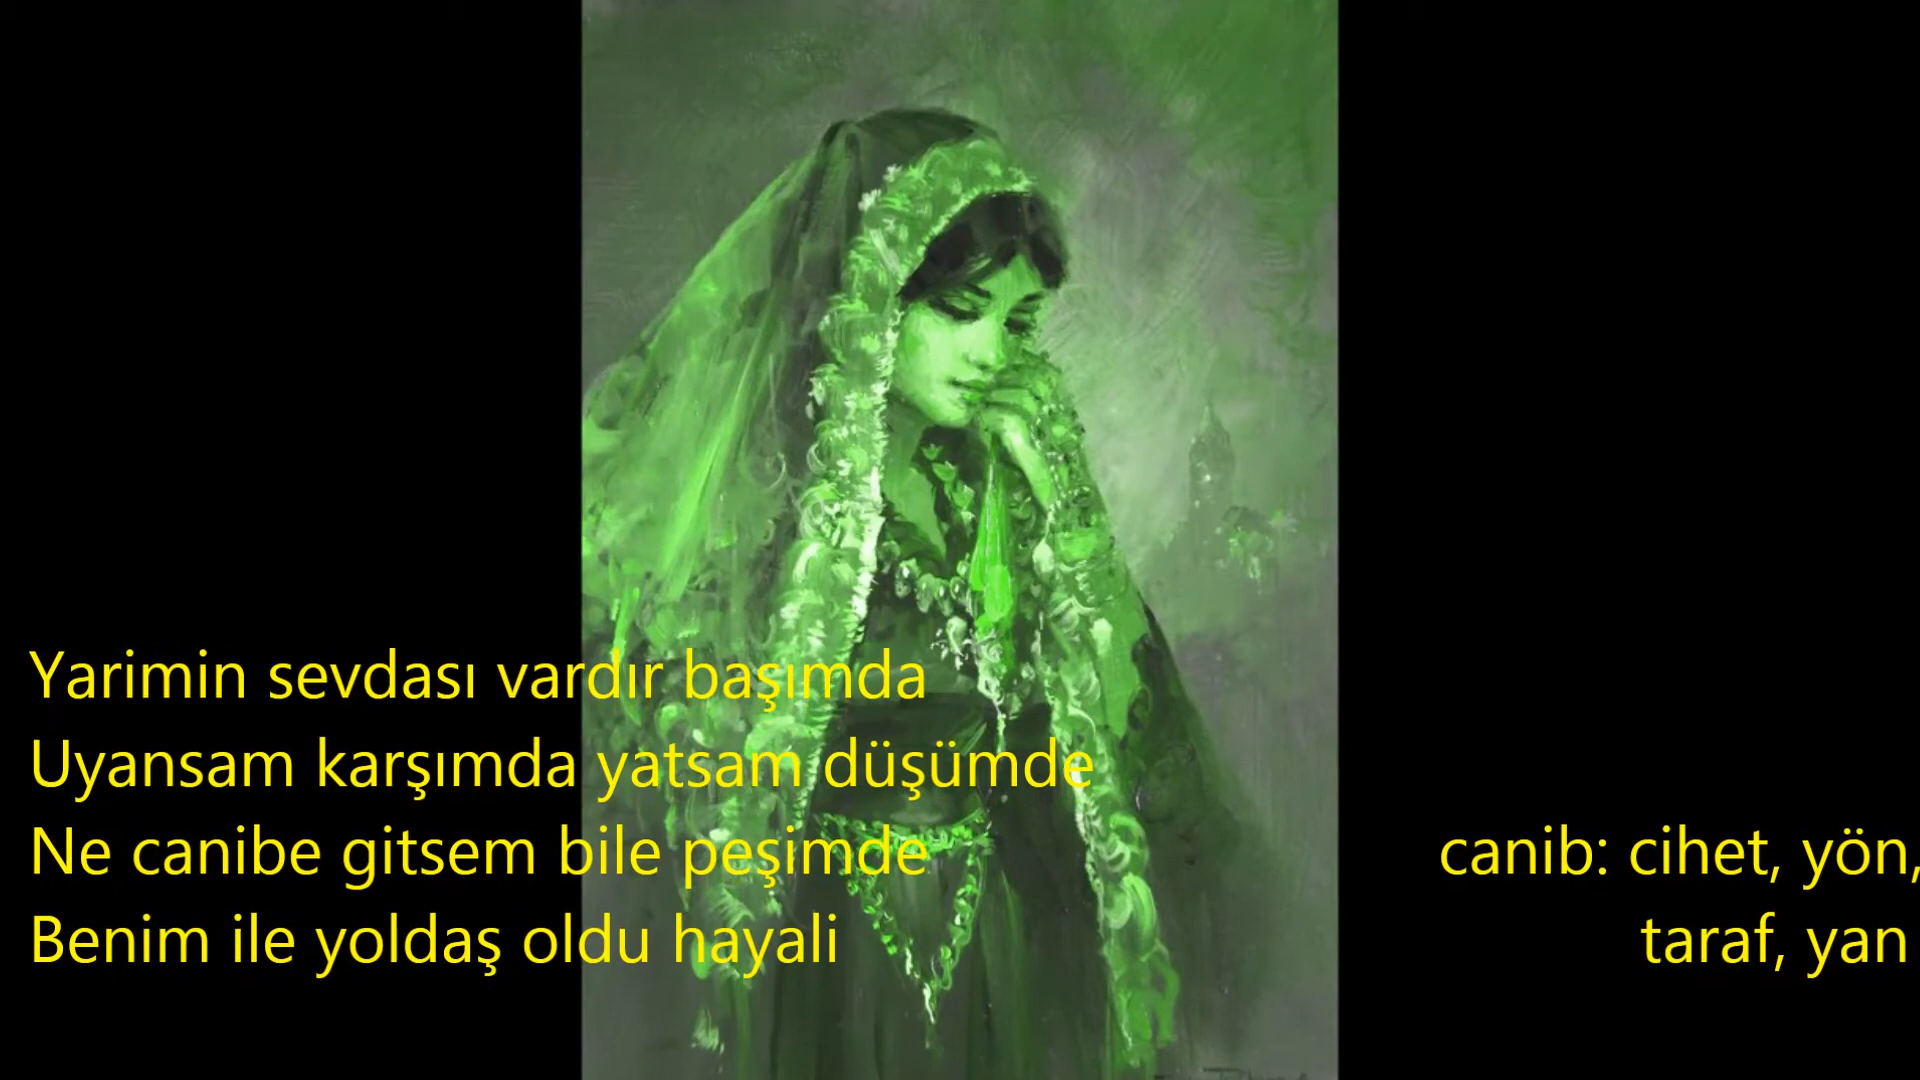 Yarimin sevdası vardır başımda
Uyansam karşımda yatsam düşümde
Ne canibe gitsem bile peşimde
Benim ile yoldaş oldu hayali
canib: cihet, yön,
taraf, yan